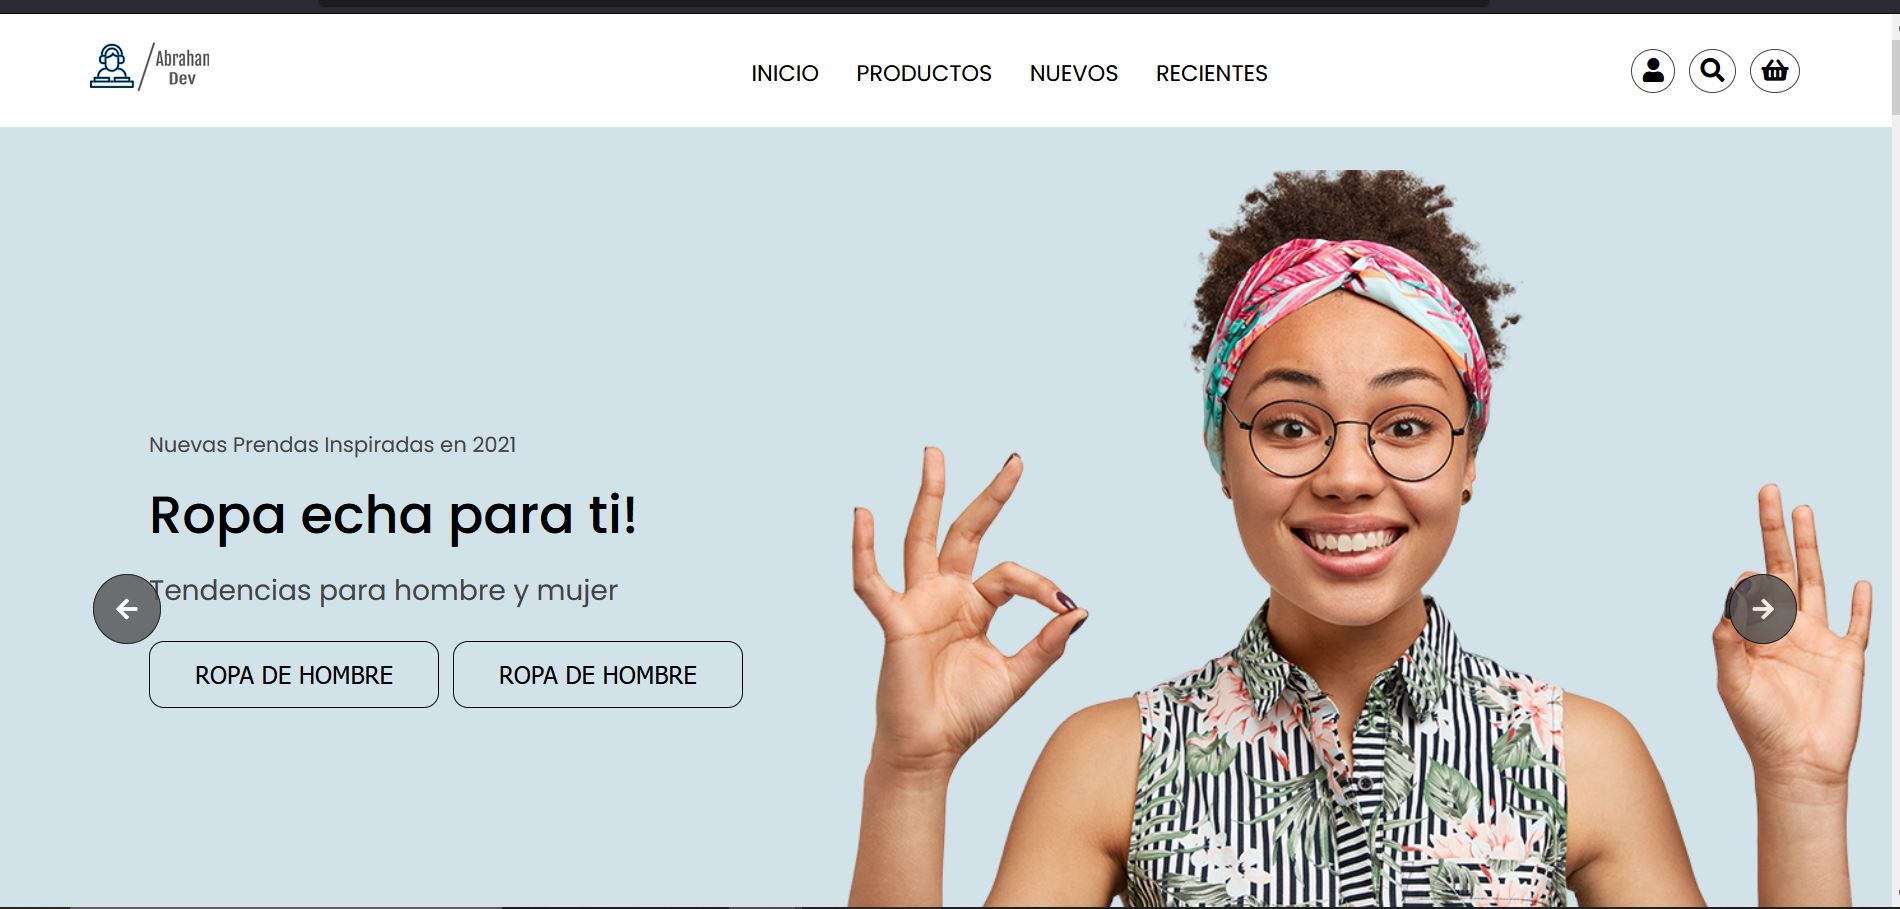 Abrahan
Dev
INICIO PRODUCTOS NUEVOS RECIENTES
Nuevas Prendas Inspiradas en 2021
Ropa echa para ti!
Tendencias para hombre y mujer
ROPA DE HOMBRE ROPA DE HOMBRE